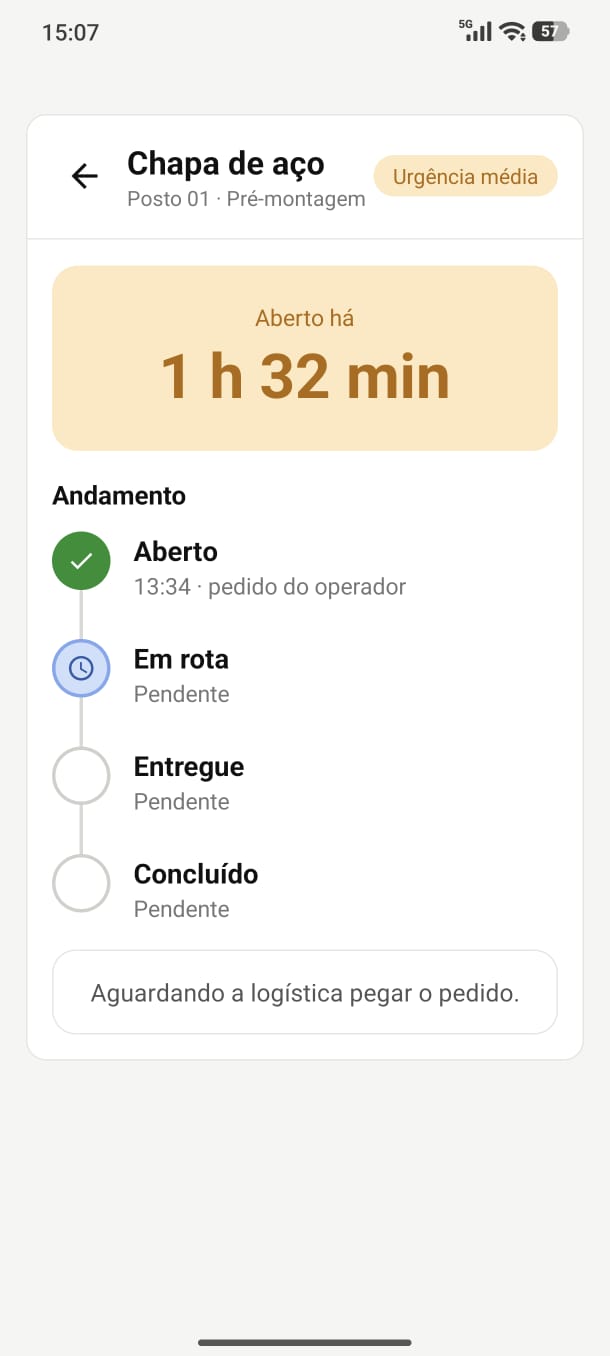 15:07
5G
57
Chapa de aço
Urgência média
Posto 01 · Pré-montagem
Aberto há
1 h 32 min
Andamento
Aberto
13:34 · pedido do operador
Em rota
Pendente
Entregue
Pendente
Concluído
Pendente
Aguardando a logística pegar o pedido.